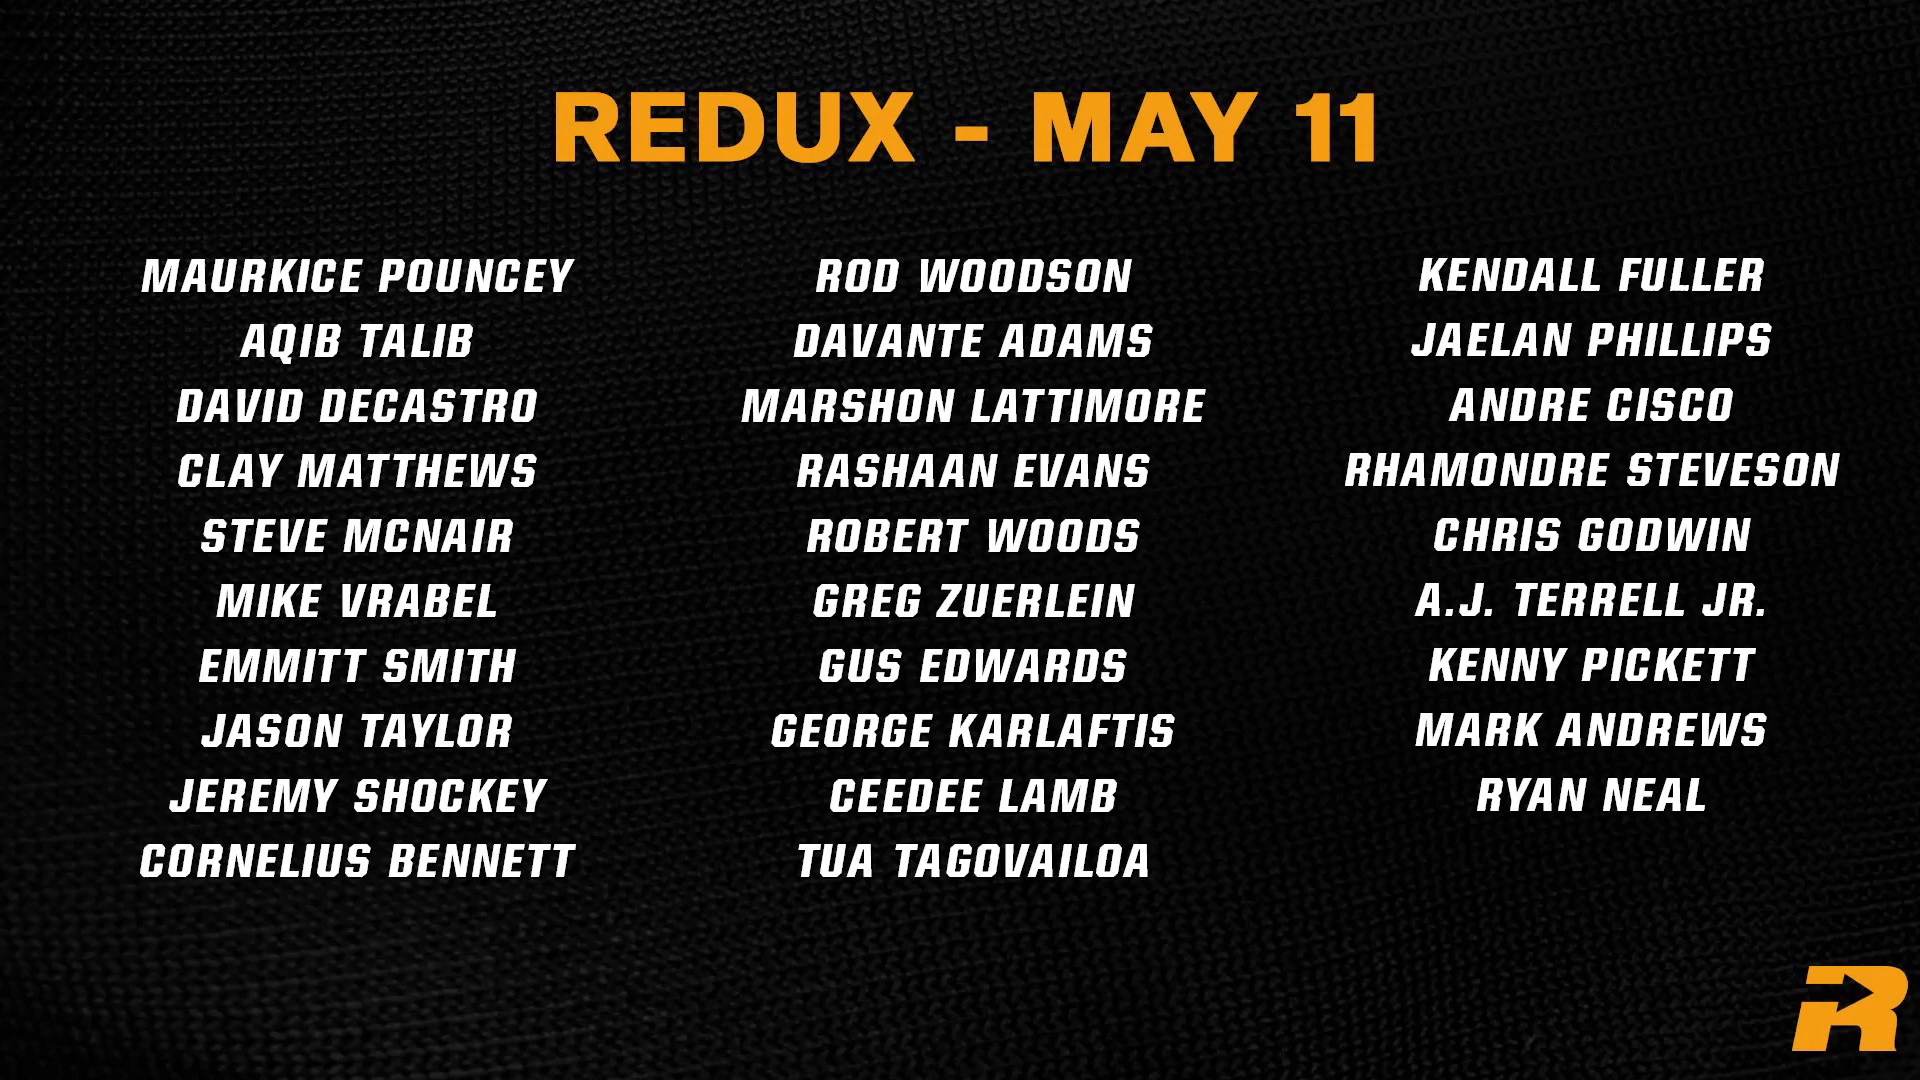 REDUX - MAY 11
MAURKICE POUNCEY
AQIB TALIB
DAVID DECASTRO
CLAY MATTHEWS
STEVE MCNAIR
MIKE VRABEL
EMMITT SMITH
JASON TAYLOR
JEREMY SHOCKEY
CORNELIUS BENNETT
ROD WOODSON
DAVANTE ADAMS
MARSHON LATTIMORE
RASHAAN EVANS
ROBERT WOODS
GREG ZUERLEIN
GUS EDWARDS
GEORGE KARLAFTIS
CEEDEE LAMB
TUA TAGOVAILOA
KENDALL FULLER
JAELAN PHILLIPS
ANDRE CISCO
RHAMONDRE STEVESON
CHRIS GODWIN
A.J. TERRELL JR.
KENNY PICKETT
MARK ANDREWS
RYAN NEAL
R